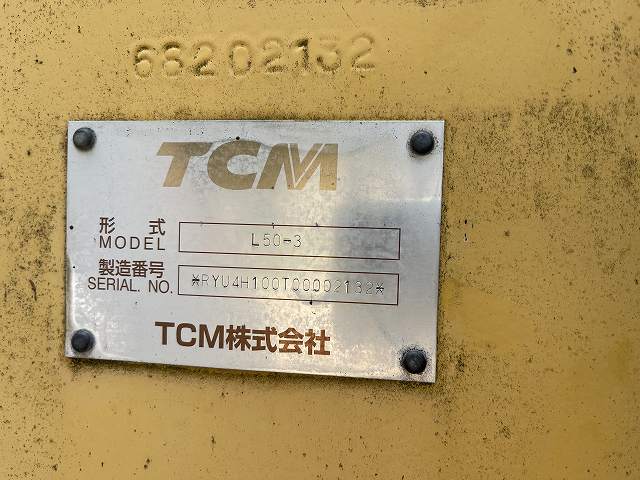 68202132
TCM
形 式
MODEL
L50-3
製造番号
SERIAL. NO.
*RYU4H100T00002132*
TCM株式会社